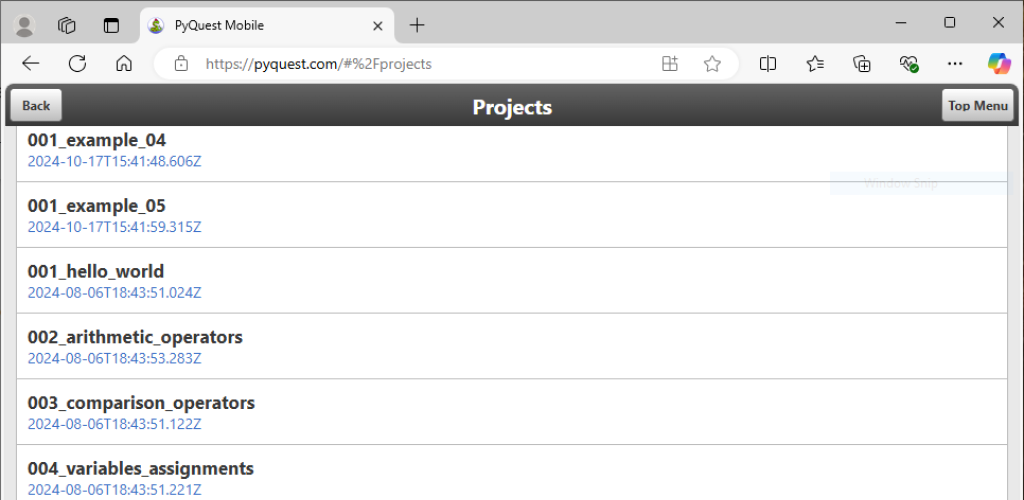 PyQuest Mobile
https://pyquest.com/#%2Fprojects
Back
Projects
Top Menu
001_example_04
2024-10-17T15:41:48.606Z
Window Snip
001_example_05
2024-10-17T15:41:59.315Z
001_hello_world
2024-08-06T18:43:51.024Z
002_arithmetic_operators
2024-08-06T18:43:53.283Z
003_comparison_operators
2024-08-06T18:43:51.122Z
004_variables_assignments
2024-08-06T18:43:51.221Z